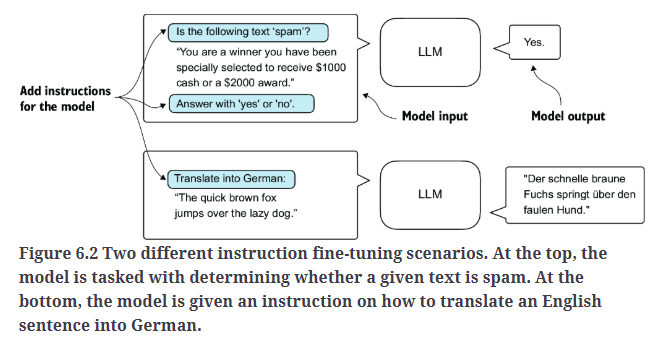 Is the following text ‘spam’?
“You are a winner you have been
specially selected to receive $1000
cash or a $2000 award.”
Answer with 'yes' or 'no'.
LLM
Yes.
Add instructions
for the model
Model input
Model output
Translate into German:
“The quick brown fox
jumps over the lazy dog.”
LLM
"Der schnelle braune
Fuchs springt über den
faulen Hund."
Figure 6.2 Two different instruction fine-tuning scenarios. At the top, the
model is tasked with determining whether a given text is spam. At the
bottom, the model is given an instruction on how to translate an English
sentence into German.